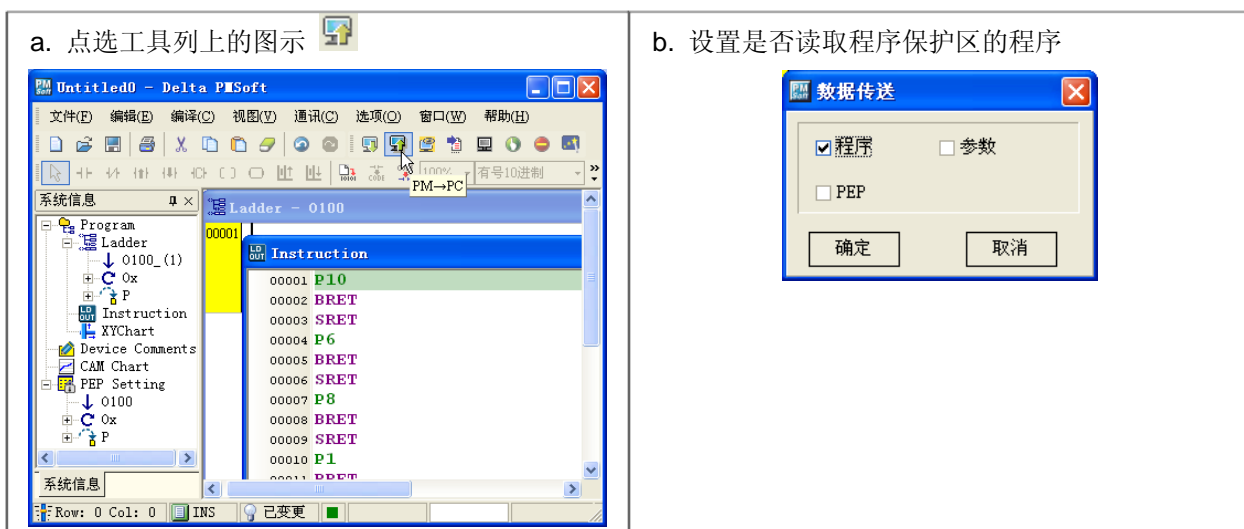 a. 点选工具列上的图示
Untitled0 - Delta PMSoft
文件(F) 编辑(E) 编译(C) 视图(V) 通讯(C) 选项(O) 窗口(W) 帮助(H)
100% 有号10进制
PM→PC
系统信息
Program
Ladder
O100_(1)
Ox
P
Instruction
XYChart
Device Comments
CAM Chart
PEP Setting
O100
Ox
P
系统信息
Ladder - O100
00001
Instruction
00001 P10
00002 BRET
00003 SRET
00004 P6
00005 BRET
00006 SRET
00007 P8
00008 BRET
00009 SRET
00010 P1
00011 BRET
Row: 0 Col: 0 INS 已变更
b. 设置是否读取程序保护区的程序
数据传送
程序 参数
PEP
确定 取消